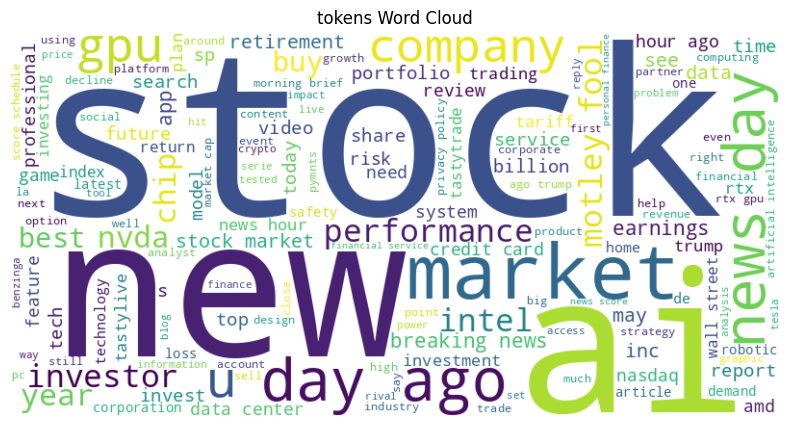 tokens Word Cloud
stock
new
ai
market
company
gpu
news day
day ago
performance
investor
u
intel
year
buy
chip
motley fool
best nvda
stock market
breaking news
credit card
data center
news hour
hour ago
retirement
portfolio
trading
review
sp
plan
search
app
professional
investing
price
using
around
platform
growth
decline
morning brief
impact
social
hit
content
live
event
crypto
serie
tested
pymnts
video
today
future
return
score schedule
game
index
latest
tool
la
model
market cap
next
option
well
safety
share
risk
need
system
privacy policy
tastytrade
service
tariff
billion
corporate
ago trump
reply
partner
personal finance
see
data
time
computing
problem
one
first
even
right
financial
rtx
rtx gpu
help
revenue
artificial intelligence
earnings
trump
home
product
financial service
analyst
benzinga
feature
s
tech
technology
tastylive
top
finance
blog
design
loss
close
point
power
big
news score
access
de
may
strategy
wall street
analysis
tesla
robotic
graphic
inc
report
nasdaq
article
demand
amd
investment
high
say
set
much
rival
industry
trade
sell
account
information
invest
corporation
way
still
pc